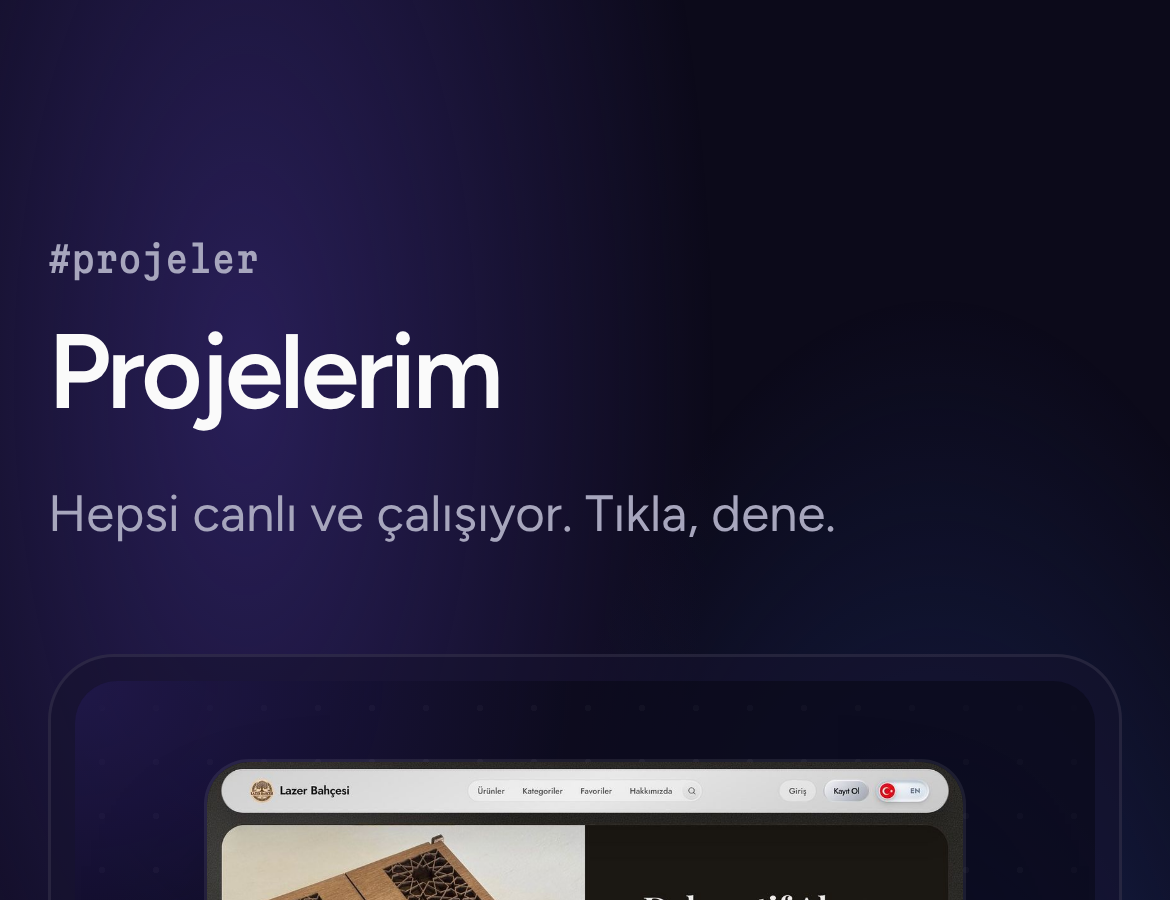 #projeler
Projelerim
Hepsi canlı ve çalışıyor. Tıkla, dene.
Lazer Bahçesi
Ürünler Kategoriler Favoriler Hakkımızda
Giriş Kayıt Ol EN